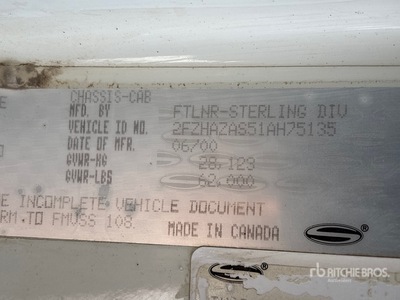 CHASSIS-CAB
MFD. BY FTLNR-STERLING DIV
VEHICLE ID NO. 2FZHAZAS51AH75135
DATE OF MFR. 06/00
GVWR-KG 28,123
GVWR-LBS 62,000
E INCOMPLETE VEHICLE DOCUMENT
RM.TO FMVSS 108.
MADE IN CANADA
rb RITCHIE BROS.